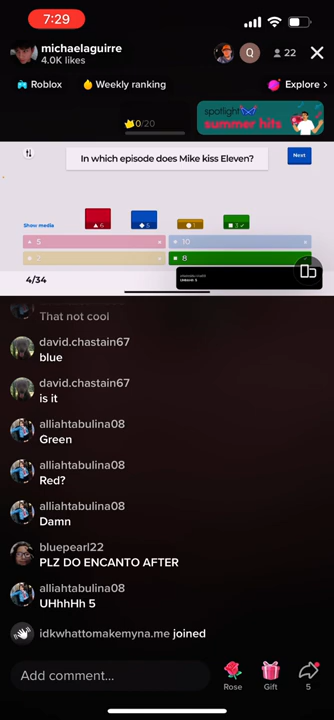 7:29
michaelaguirre
4.0K likes
Q
22
Roblox
Weekly ranking
Explore >
0/20
spotlight
summer hits
In which episode does Mike kiss Eleven?
Next
Show media
6
5
1
3 ✓
5
10
2
8
4/34
That not cool
david.chastain67
blue
david.chastain67
is it
alliahtabulina08
Green
alliahtabulina08
Red?
alliahtabulina08
Damn
bluepearl22
PLZ DO ENCANTO AFTER
alliahtabulina08
UHhhHh 5
idkwhattomakemyna.me joined
Add comment...
Rose
Gift
5